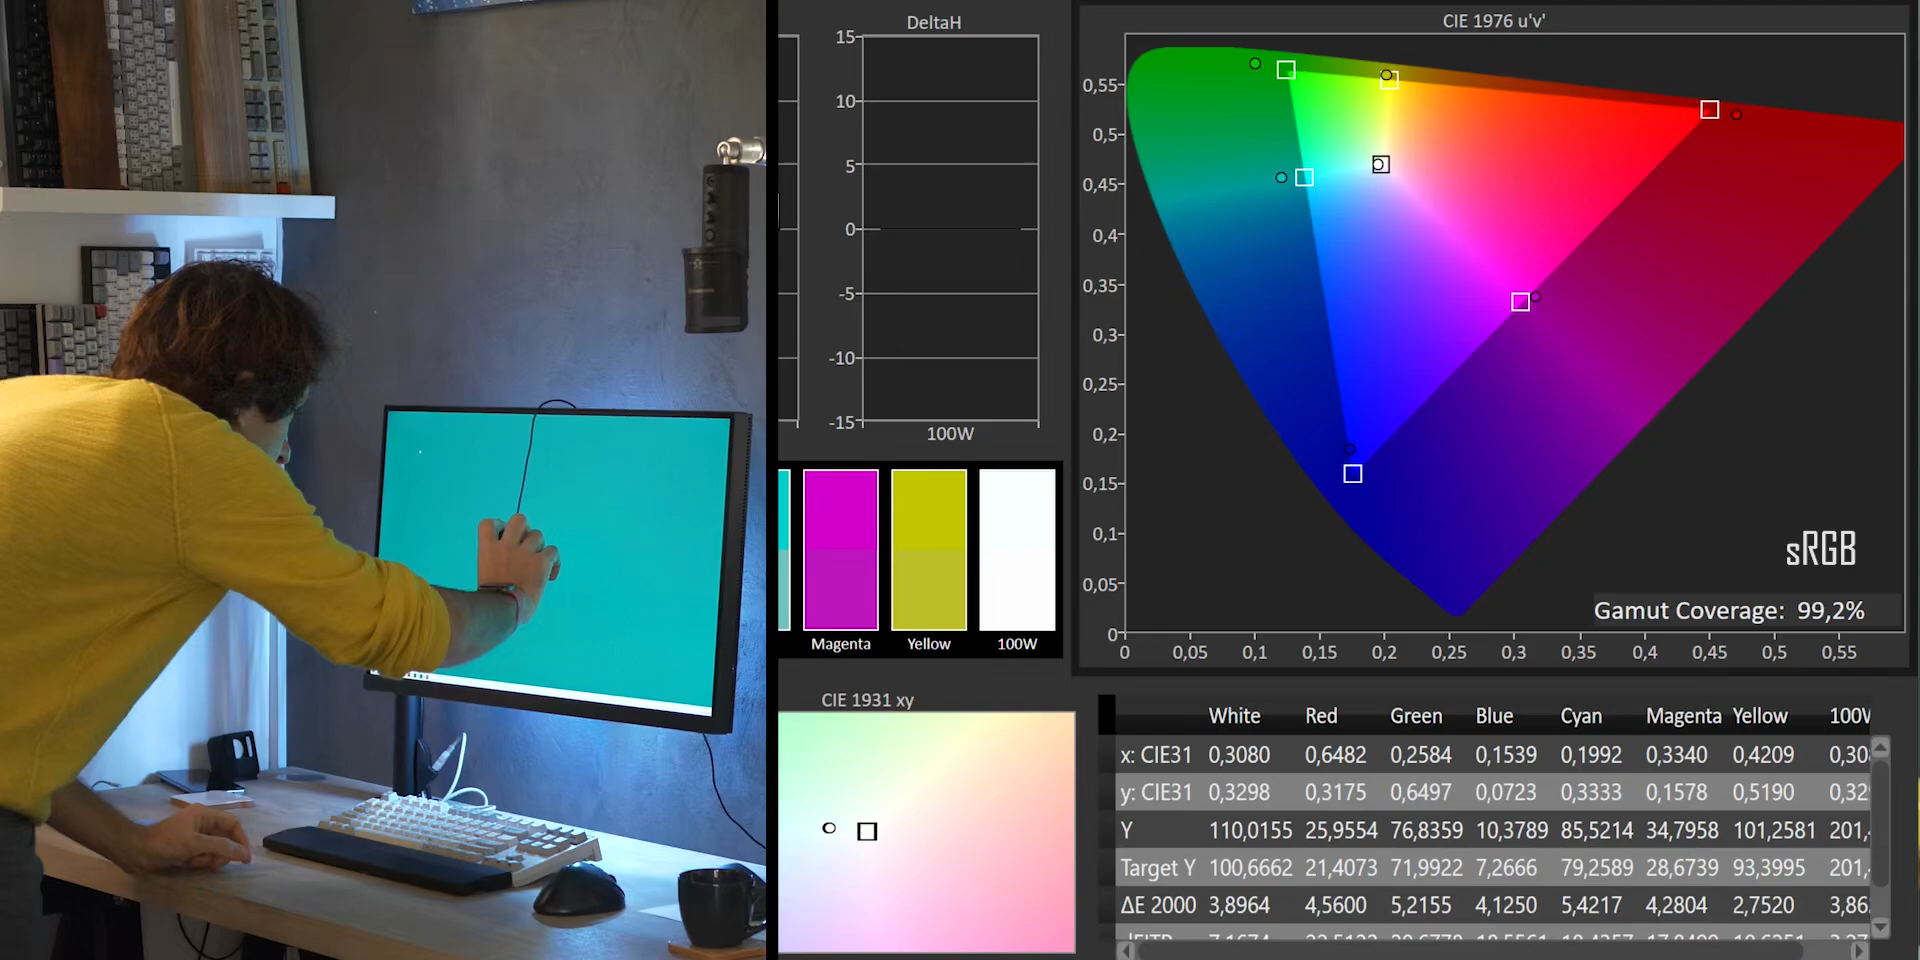 DeltaH
15
10
5
0
-5
-10
-15
100W
Magenta Yellow 100W
CIE 1976 u'v'
0,55
0,5
0,45
0,4
0,35
0,3
0,25
0,2
0,15
0,1
0,05
0
0 0,05 0,1 0,15 0,2 0,25 0,3 0,35 0,4 0,45 0,5 0,55
sRGB
Gamut Coverage: 99,2%
CIE 1931 xy
White Red Green Blue Cyan Magenta Yellow
x: CIE31 0,3080 0,6482 0,2584 0,1539 0,1992 0,3340 0,4209
y: CIE31 0,3298 0,3175 0,6497 0,0723 0,3333 0,1578 0,5190
Y 110,0155 25,9554 76,8359 10,3789 85,5214 34,7958 101,2581
Target Y 100,6662 21,4073 71,9922 7,2666 79,2589 28,6739 93,3995
ΔE 2000 3,8964 4,5600 5,2155 4,1250 5,4217 4,2804 2,7520